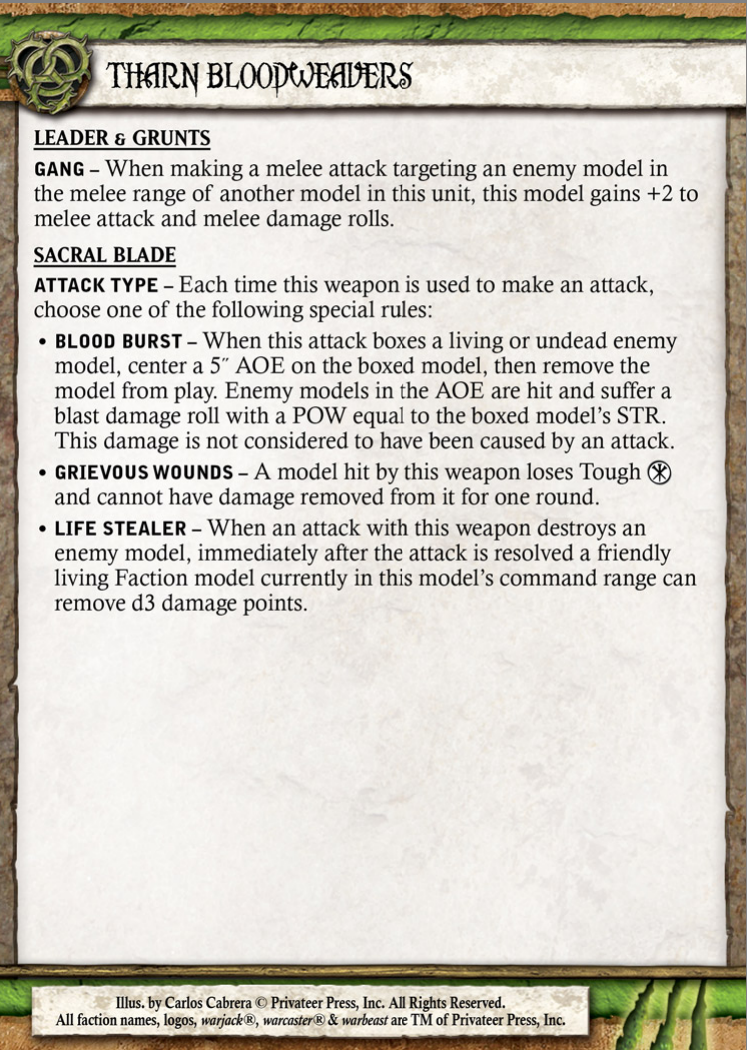 THARN BLOODWEAVERS
LEADER & GRUNTS
GANG – When making a melee attack targeting an enemy model in
the melee range of another model in this unit, this model gains +2 to
melee attack and melee damage rolls.
SACRAL BLADE
ATTACK TYPE – Each time this weapon is used to make an attack,
choose one of the following special rules:
• BLOOD BURST – When this attack boxes a living or undead enemy
model, center a 5˝ AOE on the boxed model, then remove the
model from play. Enemy models in the AOE are hit and suffer a
blast damage roll with a POW equal to the boxed model’s STR.
This damage is not considered to have been caused by an attack.
• GRIEVOUS WOUNDS – A model hit by this weapon loses Tough
and cannot have damage removed from it for one round.
• LIFE STEALER – When an attack with this weapon destroys an
enemy model, immediately after the attack is resolved a friendly
living Faction model currently in this model’s command range can
remove d3 damage points.
Illus. by Carlos Cabrera © Privateer Press, Inc. All Rights Reserved.
All faction names, logos, warjack®, warcaster® & warbeast are TM of Privateer Press, Inc.